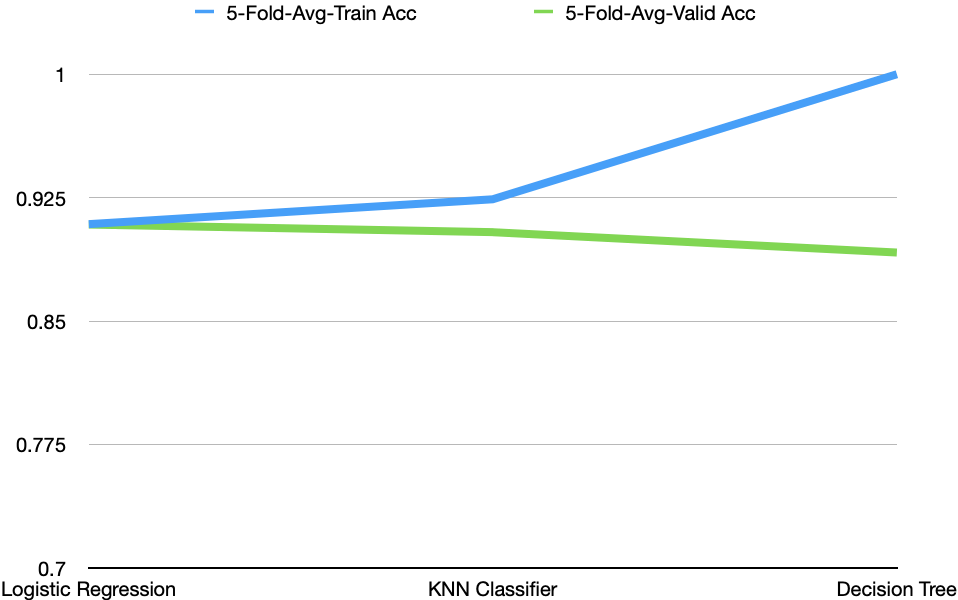 5-Fold-Avg-Train Acc 5-Fold-Avg-Valid Acc
1
0.925
0.85
0.775
0.7
Logistic Regression KNN Classifier Decision Tree